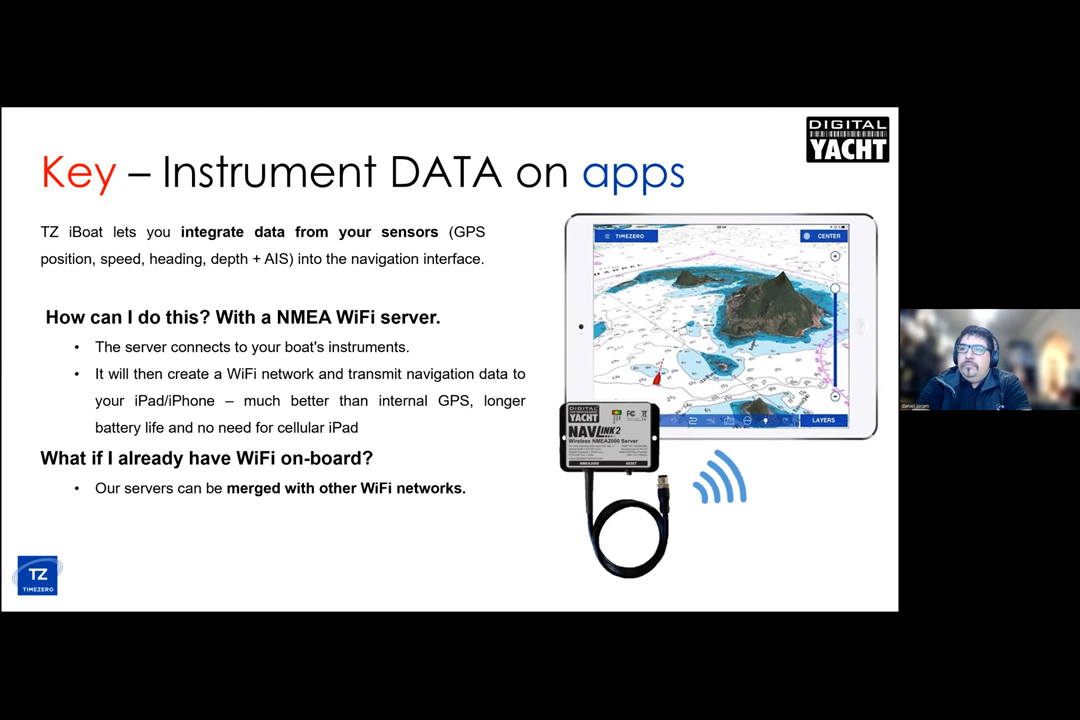 DIGITAL
YACHT
Key – Instrument DATA on apps
TZ iBoat lets you integrate data from your sensors (GPS
position, speed, heading, depth + AIS) into the navigation interface.
How can I do this? With a NMEA WiFi server.
• The server connects to your boat's instruments.
• It will then create a WiFi network and transmit navigation data to
your iPad/iPhone – much better than internal GPS, longer
battery life and no need for cellular iPad
What if I already have WiFi on-board?
• Our servers can be merged with other WiFi networks.
TZ
TIMEZERO
TIMEZERO
CENTER
LAYERS
DIGITAL
YACHT
FC
NAVLINK 2
Wireless NMEA2000 Server
NMEA2000
RESET